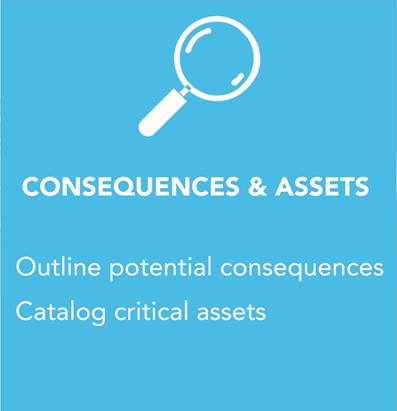 CONSEQUENCES & ASSETS
Outline potential consequences
Catalog critical assets